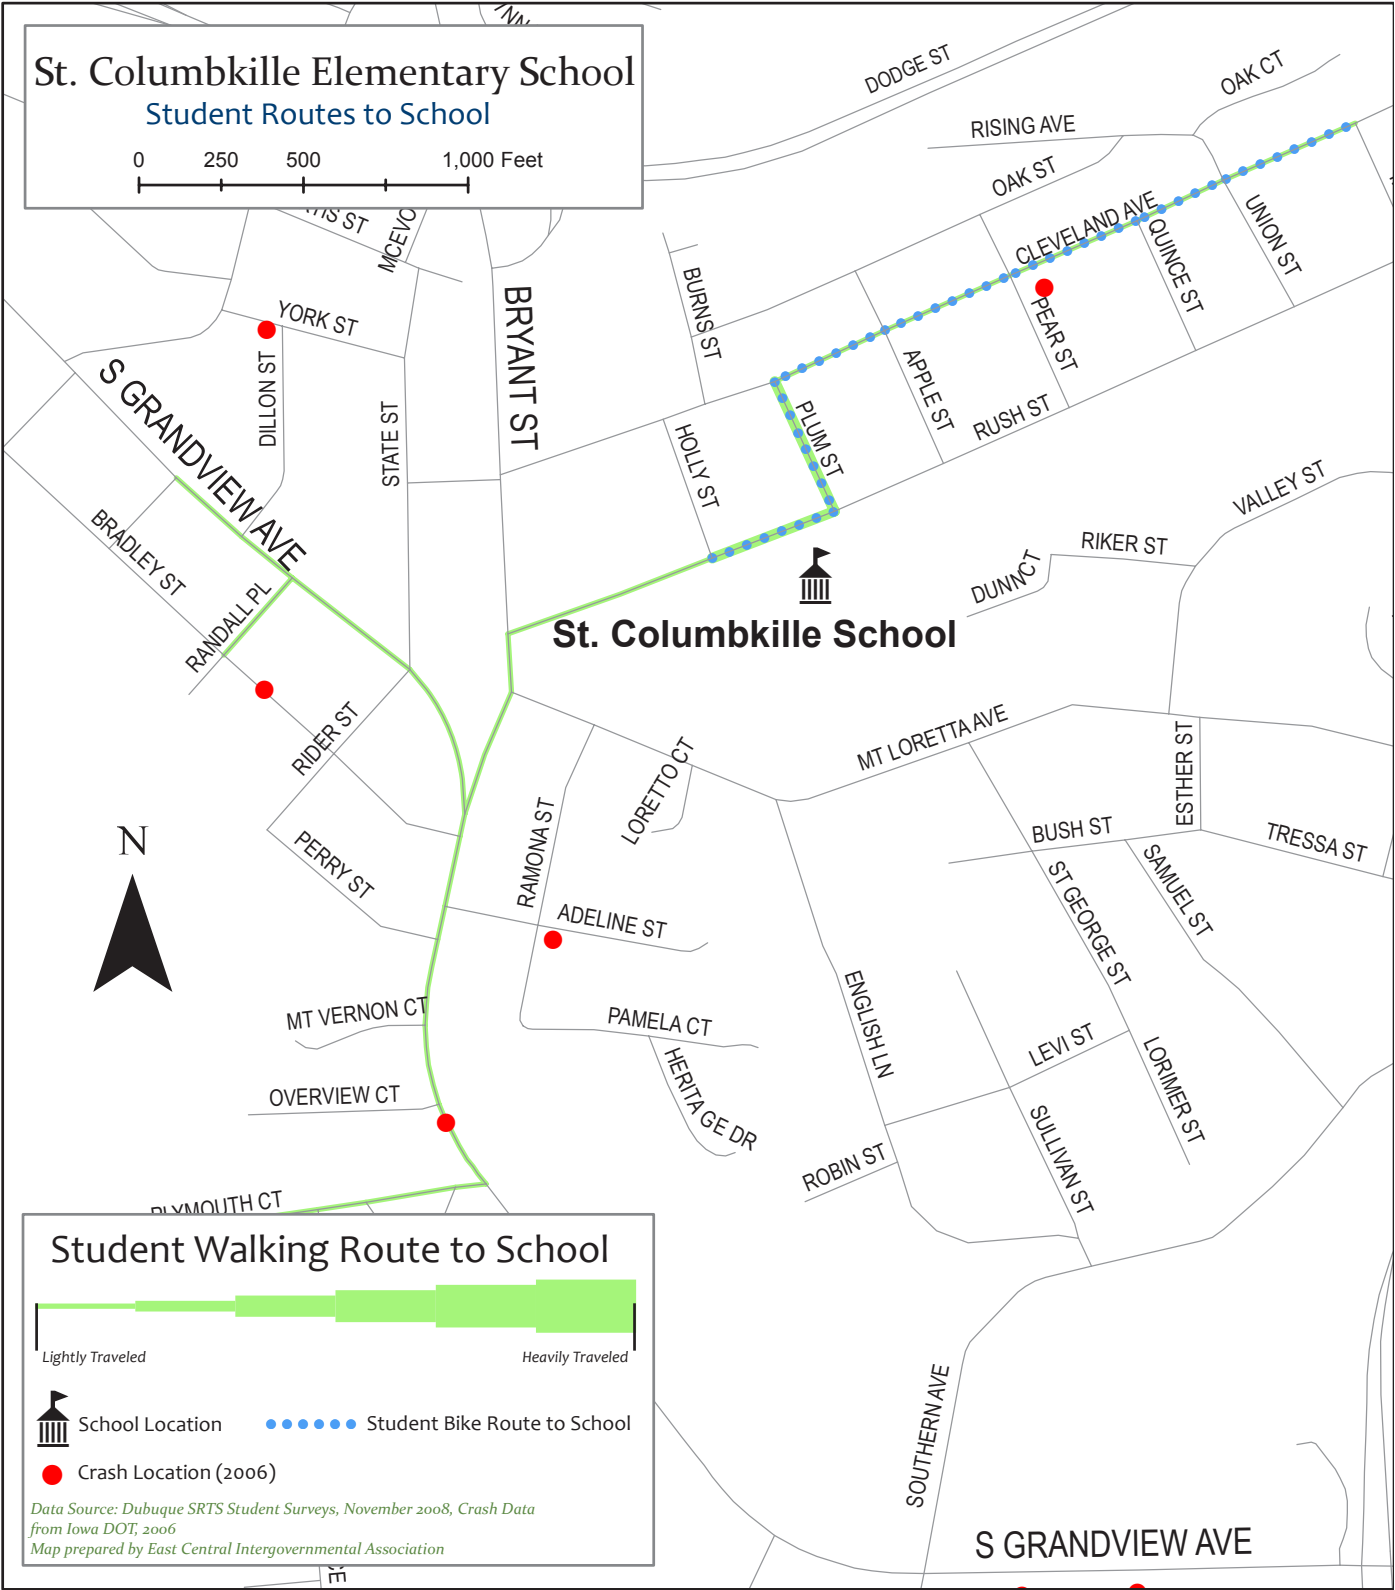 St. Columbkille Elementary School
Student Routes to School
0 250 500 1,000 Feet
DODGE ST
OAK CT
RISING AVE
OAK ST
CLEVELAND AVE
UNION ST
QUINCE ST
PEAR ST
BURNS ST
APPLE ST
RUSH ST
PLUM ST
HOLLY ST
YORK ST
DILLON ST
STATE ST
BRYANT ST
S GRANDVIEW AVE
BRADLEY ST
RANDALL PL
RIDER ST
PERRY ST
VALLEY ST
RIKER ST
DUNN CT
St. Columbkille School
MT LORETTA AVE
LORETTO CT
RAMONA ST
ADELINE ST
ESTHER ST
BUSH ST
TRESSA ST
SAMUEL ST
ST GEORGE ST
N
MT VERNON CT
PAMELA CT
HERITAGE DR
ENGLISH LN
LEVI ST
LORIMER ST
OVERVIEW CT
ROBIN ST
SULLIVAN ST
PLYMOUTH CT
SOUTHERN AVE
S GRANDVIEW AVE
Student Walking Route to School
Lightly Traveled Heavily Traveled
School Location Student Bike Route to School
Crash Location (2006)
Data Source: Dubuque SRTS Student Surveys, November 2008, Crash Data
from Iowa DOT, 2006
Map prepared by East Central Intergovernmental Association